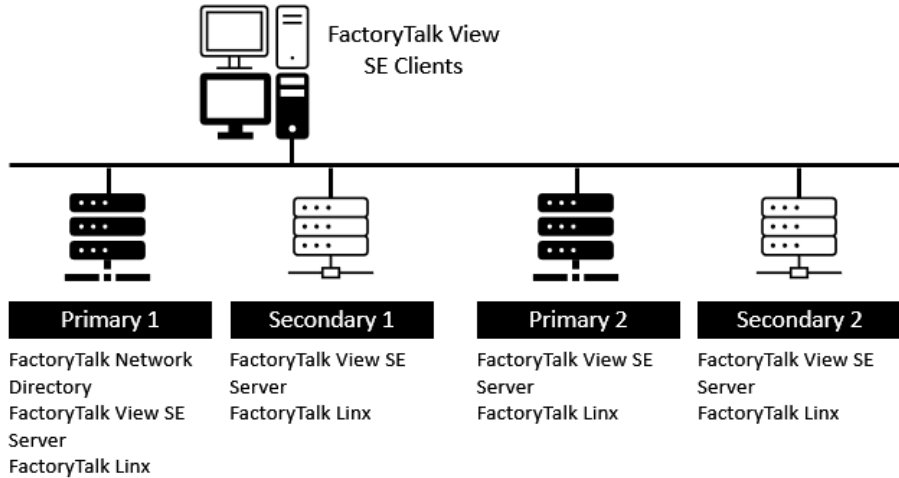 FactoryTalk View
SE Clients
Primary 1
FactoryTalk Network
Directory
FactoryTalk View SE
Server
FactoryTalk Linx
Secondary 1
FactoryTalk View SE
Server
FactoryTalk Linx
Primary 2
FactoryTalk View SE
Server
FactoryTalk Linx
Secondary 2
FactoryTalk View SE
Server
FactoryTalk Linx